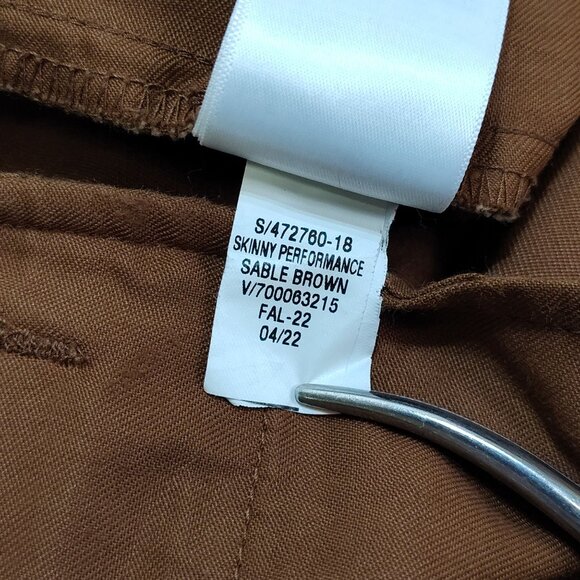 S/472760-18
SKINNY PERFORMANCE
SABLE BROWN
V/700063215
FAL-22
04/22